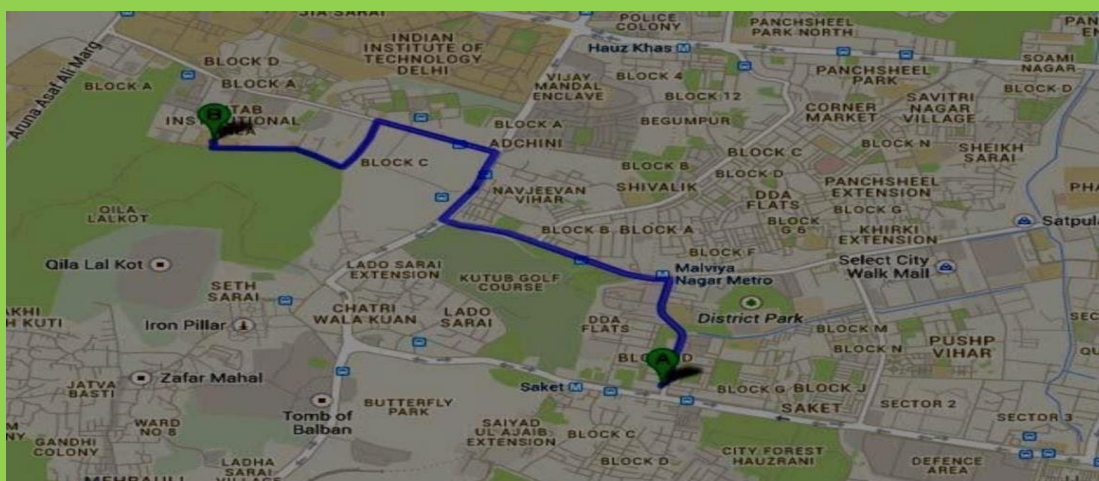 JIA SARAI
POLICE
COLONY
PANCHSHEEL
PARK NORTH
INDIAN
INSTITUTE OF
TECHNOLOGY
DELHI
Hauz Khas M
SOAMI
NAGAR
BLOCK D
Aruna Asaf Ali Marg
BLOCK A
BLOCK A
VIJAY
MANDAL
ENCLAVE
BLOCK 4
PANCHSHEEL
PARK
BLOCK D
BLOCK 12
SAVITRI
NAGAR
VILLAGE
CORNER
MARKET
B
INSTITUTIONAL
BLOCK A
BEGUMPUR
ADCHINI
BLOCK N
SHEIKH
SARAI
BLOCK C
BLOCK C
BLOCK B
BLOCK D
SHIVALIK
NAVJEEVAN
VIHAR
DDA
FLATS
PANCHSHEEL
EXTENSION
QILA
LALKOT
BLOCK G
BLOCK
G 6
KHIRKI
EXTENSION
BLOCK B
BLOCK A
BLOCK F
Qila Lal Kot
LADO SARAI
EXTENSION
KUTUB GOLF
COURSE
M Malviya
Nagar Metro
Select City
Walk Mall
SETH
SARAI
CHATRI
WALA KUAN
LADO
SARAI
DDA
FLATS
District Park
Iron Pillar
BLOCK M
PUSHP
VIHAR
BLOCK N
A
Zafar Mahal
JATVA
BASTI
Saket M
BLOCK G
BLOCK J
SAKET
SECTOR 2
SECTOR 3
BUTTERFLY
PARK
Tomb of
Balban
WARD
NO 8
SAIYAD
UL AJAIB
EXTENSION
BLOCK C
GANDHI
COLONY
BLOCK D
CITY FOREST
HAUZRANI
DEFENCE
AREA
LADHA
SARAI
VILLAGE
MEHRAULI